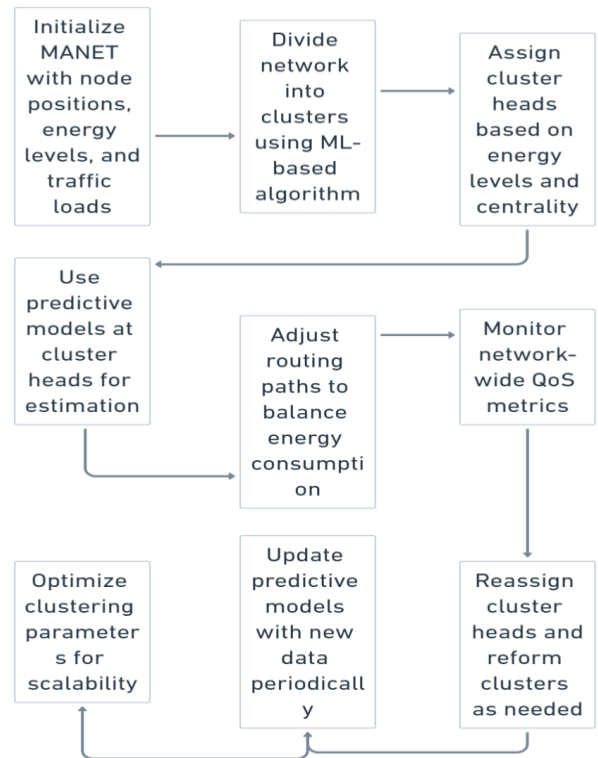 Initialize
MANET
with node
positions,
energy
levels, and
traffic
loads
Divide
network
into
clusters
using ML-
based
algorithm
Assign
cluster
heads
based on
energy
levels and
centrality
Use
predictive
models at
cluster
heads for
estimation
Adjust
routing
paths to
balance
energy
consumpti
on
Monitor
network-
wide QoS
metrics
Reassign
cluster
heads and
reform
clusters
as needed
Update
predictive
models
with new
data
periodicall
y
Optimize
clustering
parameter
s for
scalability